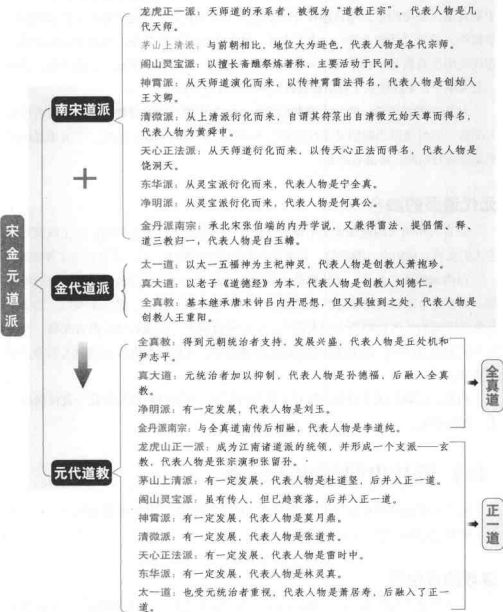 龙虎正一派：天师道的承系者，被视为“道教正宗”，代表人物是几
代天师。
茅山上清派：与前朝相比，地位大为逊色，代表人物是各代宗师。
阁山灵宝派：以擅长斋醮祭炼著称，主要活动于民间。
神霄派：从天师道演化而来，以传神霄雷法得名，代表人物是创始人
王文卿。
清微派：从上清派衍化而来，自谓其符箓出自清微元始天尊而得名，
代表人物为黄舜申。
天心正法派：从天师道衍化而来，以传天心正法而得名，代表人物是
饶洞天。
东华派：从灵宝派衍化而来，代表人物是宁全真。
净明派：从灵宝派衍化而来，代表人物是何真公。
金丹派南宗：承北宋张伯端的内丹学说，又兼得雷法，提倡儒、释、
道三教归一，代表人物是白玉蟾。
南宋道派
+
宋金元道派
太一道：以太一五福神为主祀神灵，代表人物是创教人萧抱珍。
真大道：以老子《道德经》为本，代表人物是创教人刘德仁。
全真教：基本继承唐末钟吕内丹思想，但又具独到之处，代表人物是
创教人王重阳。
金代道派
全真教：得到元朝统治者支持，发展兴盛，代表人物是丘处机和
尹志平。
真大道：元统治者加以抑制，代表人物是孙德福，后融入全真
教。
净明派：有一定发展，代表人物是刘玉。
金丹派南宗：与全真道南传后相融，代表人物是李道纯。
全真道
龙虎山正一派：成为江南诸道派的统领，并形成一个支派——玄
教，代表人物是张宗演和张留孙。
茅山上清派：有一定发展，代表人物是杜道坚，后并入正一道。
阁山灵宝派：虽有传人，但已趋衰落，后并入正一道。
神霄派：有一定发展，代表人物是莫月鼎。
清微派：有一定发展，代表人物是张道贵。
天心正法派：有一定发展，代表人物是雷时中。
东华派：有一定发展，代表人物是林灵真。
太一道：也受元统治者重视，代表人物是萧居寿，后融入了正一
道。
元代道教
正一道